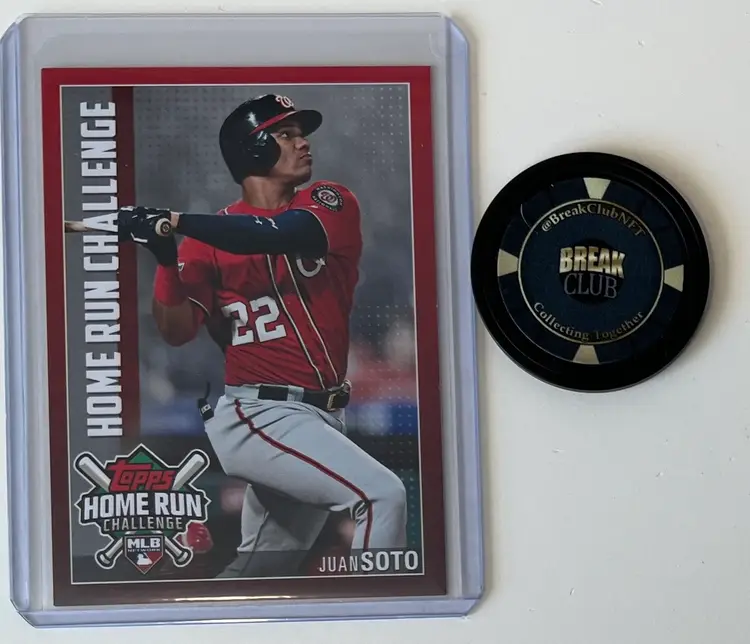 HOME RUN CHALLENGE
W
22
Topps
HOME RUN
CHALLENGE
MLB
JUAN SOTO
@BreakClubNFT
BREAK
CLUB
Collecting Together